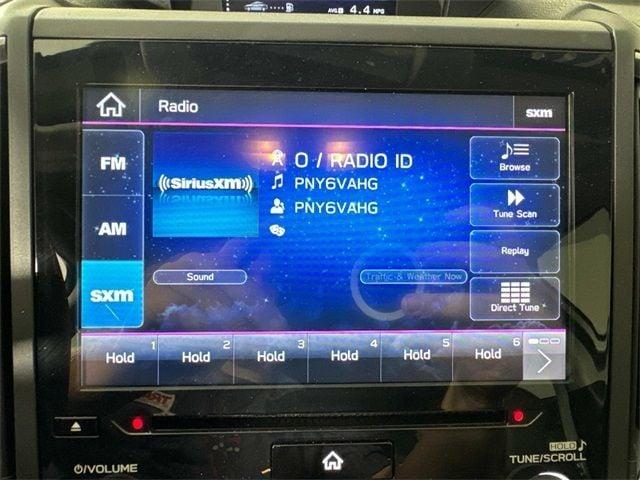 AVG 4.4 MPG
Radio
sxm
FM
AM
sxm
((SiriusXM))
0 / RADIO ID
PNY6VAHG
PNY6VAHG
Sound
Traffic & Weather Now
Browse
Tune Scan
Replay
Direct Tune
1 Hold
2 Hold
3 Hold
4 Hold
5 Hold
6 Hold
⏻/VOLUME
HOLD
TUNE/SCROLL